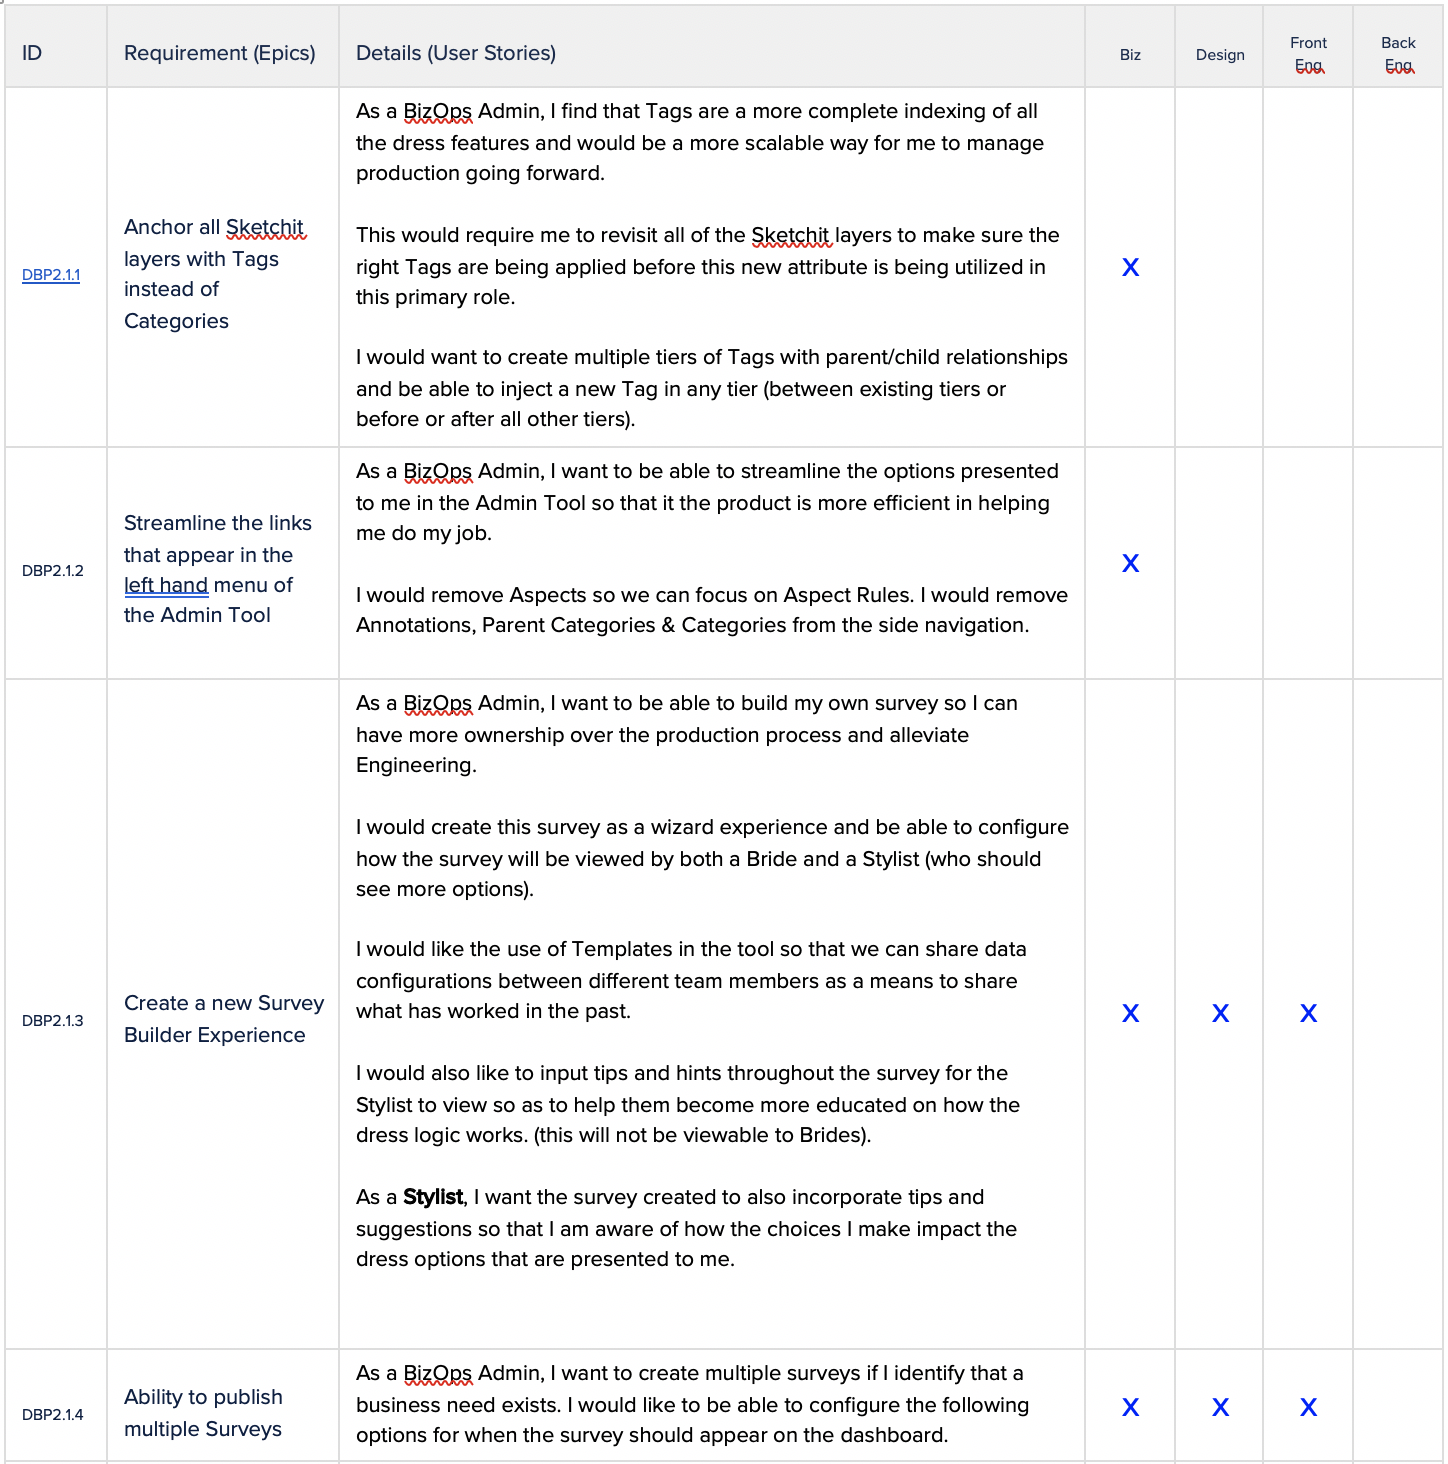 ID
Requirement (Epics)
Details (User Stories)
Biz
Design
Front
Eng
Back
Eng
DBP2.1.1
Anchor all Sketchit
layers with Tags
instead of
Categories
As a BizOps Admin, I find that Tags are a more complete indexing of all
the dress features and would be a more scalable way for me to manage
production going forward.
This would require me to revisit all of the Sketchit layers to make sure the
right Tags are being applied before this new attribute is being utilized in
this primary role.
I would want to create multiple tiers of Tags with parent/child relationships
and be able to inject a new Tag in any tier (between existing tiers or
before or after all other tiers).
X
DBP2.1.2
Streamline the links
that appear in the
left hand menu of
the Admin Tool
As a BizOps Admin, I want to be able to streamline the options presented
to me in the Admin Tool so that it the product is more efficient in helping
me do my job.
I would remove Aspects so we can focus on Aspect Rules. I would remove
Annotations, Parent Categories & Categories from the side navigation.
X
DBP2.1.3
Create a new Survey
Builder Experience
As a BizOps Admin, I want to be able to build my own survey so I can
have more ownership over the production process and alleviate
Engineering.
I would create this survey as a wizard experience and be able to configure
how the survey will be viewed by both a Bride and a Stylist (who should
see more options).
I would like the use of Templates in the tool so that we can share data
configurations between different team members as a means to share
what has worked in the past.
I would also like to input tips and hints throughout the survey for the
Stylist to view so as to help them become more educated on how the
dress logic works. (this will not be viewable to Brides).
As a Stylist, I want the survey created to also incorporate tips and
suggestions so that I am aware of how the choices I make impact the
dress options that are presented to me.
X
X
X
DBP2.1.4
Ability to publish
multiple Surveys
As a BizOps Admin, I want to create multiple surveys if I identify that a
business need exists. I would like to be able to configure the following
options for when the survey should appear on the dashboard.
X
X
X